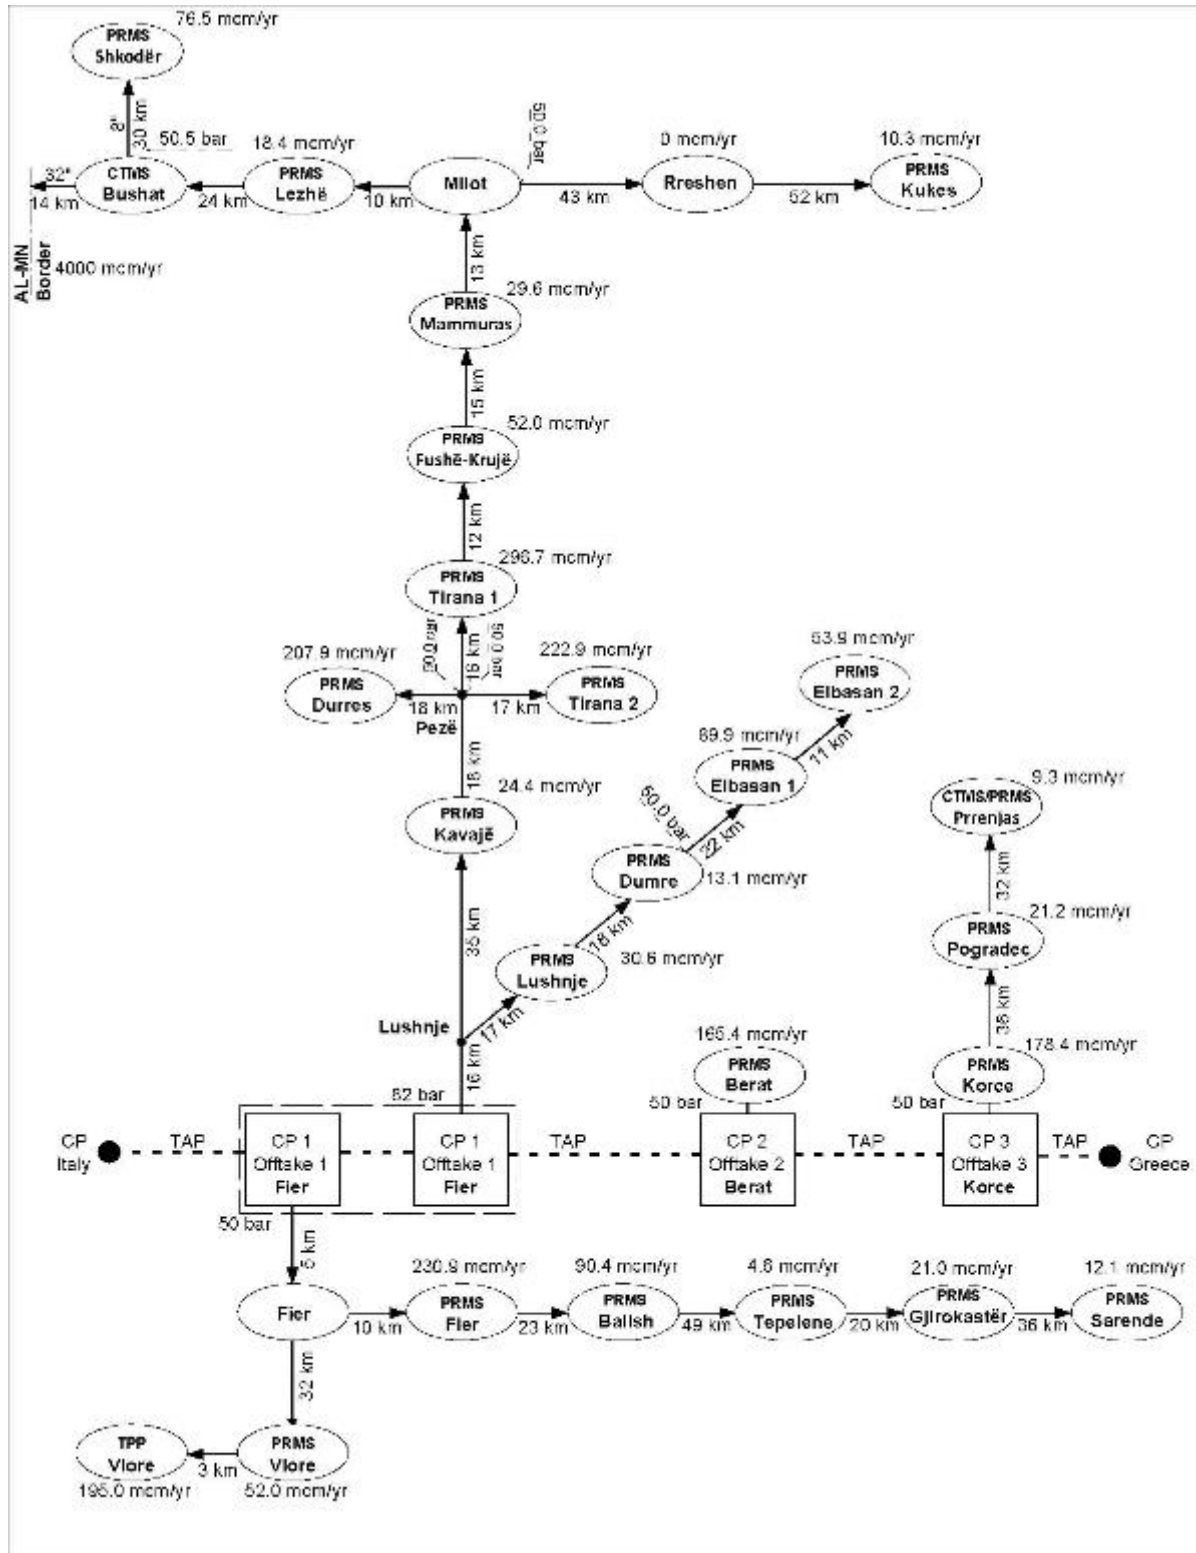 76.5 mcm/yr
PRMS
Shkodër
8"
30 km
50.5 bar
18.4 mcm/yr
50.0 bar
0 mcm/yr
10.3 mcm/yr
32"
14 km
CTMS
Bushat
24 km
PRMS
Lezhë
10 km
Milot
43 km
Rreshen
52 km
PRMS
Kukes
AL-MN
Border
4000 mcm/yr
13 km
29.6 mcm/yr
PRMS
Mammuras
15 km
52.0 mcm/yr
PRMS
Fushë-Krujë
12 km
296.7 mcm/yr
PRMS
Tirana 1
50.0 bar
16 km
50.0 bar
207.9 mcm/yr
222.9 mcm/yr
PRMS
Durres
18 km
Pezë
17 km
PRMS
Tirana 2
53.9 mcm/yr
PRMS
Elbasan 2
18 km
24.4 mcm/yr
PRMS
Kavajë
89.9 mcm/yr
PRMS
Elbasan 1
11 km
50.0 bar
22 km
9.3 mcm/yr
CTMS/PRMS
Prrenjas
PRMS
Dumre
13.1 mcm/yr
32 km
21.2 mcm/yr
PRMS
Pogradec
35 km
18 km
PRMS
Lushnje
30.6 mcm/yr
Lushnje
17 km
36 km
16 km
165.4 mcm/yr
PRMS
Berat
178.4 mcm/yr
PRMS
Korce
62 bar
50 bar
50 bar
CP
Italy
TAP
CP 1
Offtake 1
Fier
CP 1
Offtake 1
Fier
TAP
CP 2
Offtake 2
Berat
TAP
CP 3
Offtake 3
Korce
TAP
CP
Greece
50 bar
5 km
Fier
10 km
230.9 mcm/yr
PRMS
Fier
23 km
90.4 mcm/yr
PRMS
Ballsh
49 km
4.6 mcm/yr
PRMS
Tepelene
20 km
21.0 mcm/yr
PRMS
Gjirokastër
36 km
12.1 mcm/yr
PRMS
Sarende
32 km
TPP
Vlore
3 km
PRMS
Vlore
195.0 mcm/yr
52.0 mcm/yr